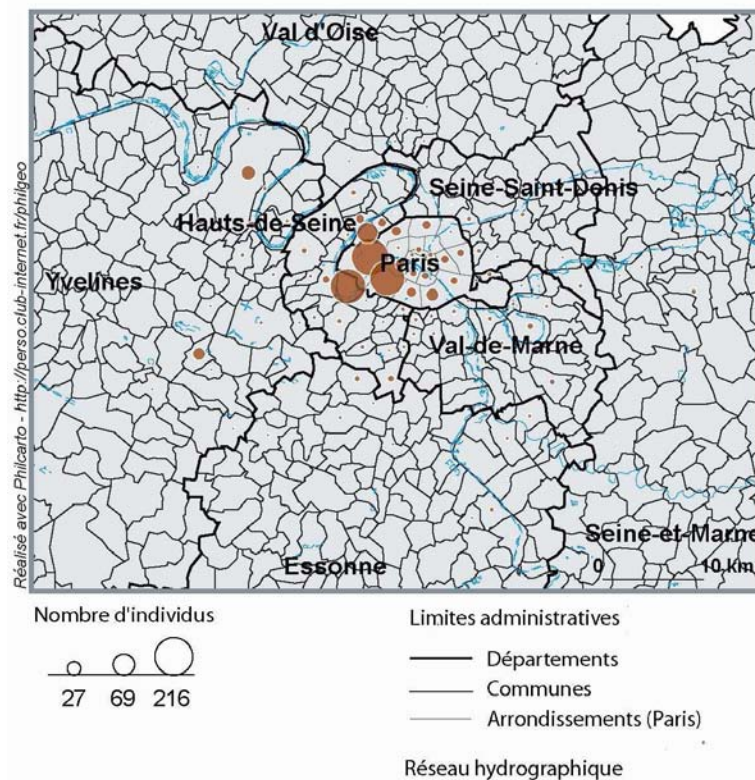 Val d'Oise
Seine-Saint-Denis
Hauts-de-Seine
Paris
Yvelines
Val-de-Marne
Seine-et-Marne
Essonne
0 10 km
Réalisé avec Philcarto - http://perso.club-internet.fr/philgeo
Nombre d'individus
27 69 216
Limites administratives
Départements
Communes
Arrondissements (Paris)
Réseau hydrographique